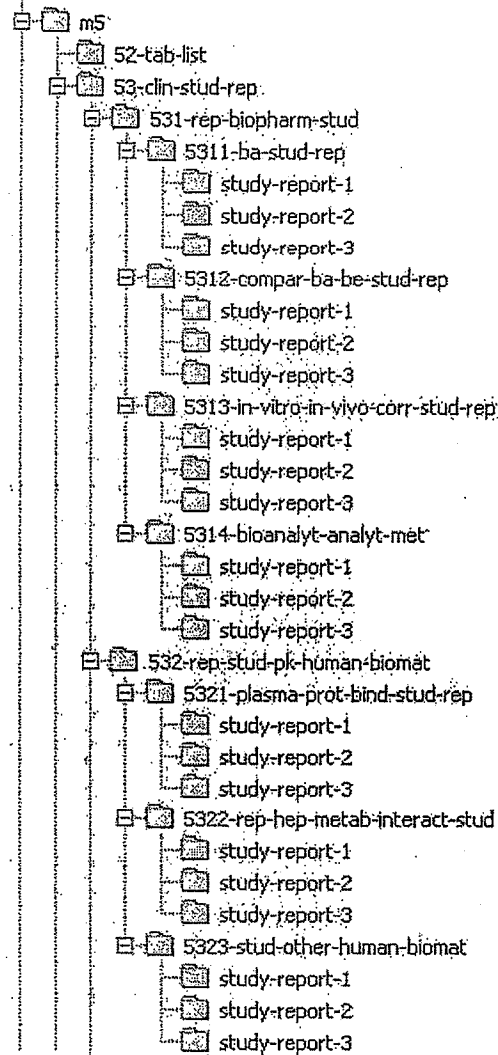 m5
52-tab-list
53-clin-stud-rep
531-rep-biopharm-stud
5311-ba-stud-rep
study-report-1
study-report-2
study-report-3
5312-compar-ba-be-stud-rep
study-report-1
study-report-2
study-report-3
5313-in-vitro-in-vivo-corr-stud-rep
study-report-1
study-report-2
study-report-3
5314-bioanalyt-analyt-met
study-report-1
study-report-2
study-report-3
532-rep-stud-pk-human-biomat
5321-plasma-prot-bind-stud-rep
study-report-1
study-report-2
study-report-3
5322-rep-hep-metab-interact-stud
study-report-1
study-report-2
study-report-3
5323-stud-other-human-biomat
study-report-1
study-report-2
study-report-3